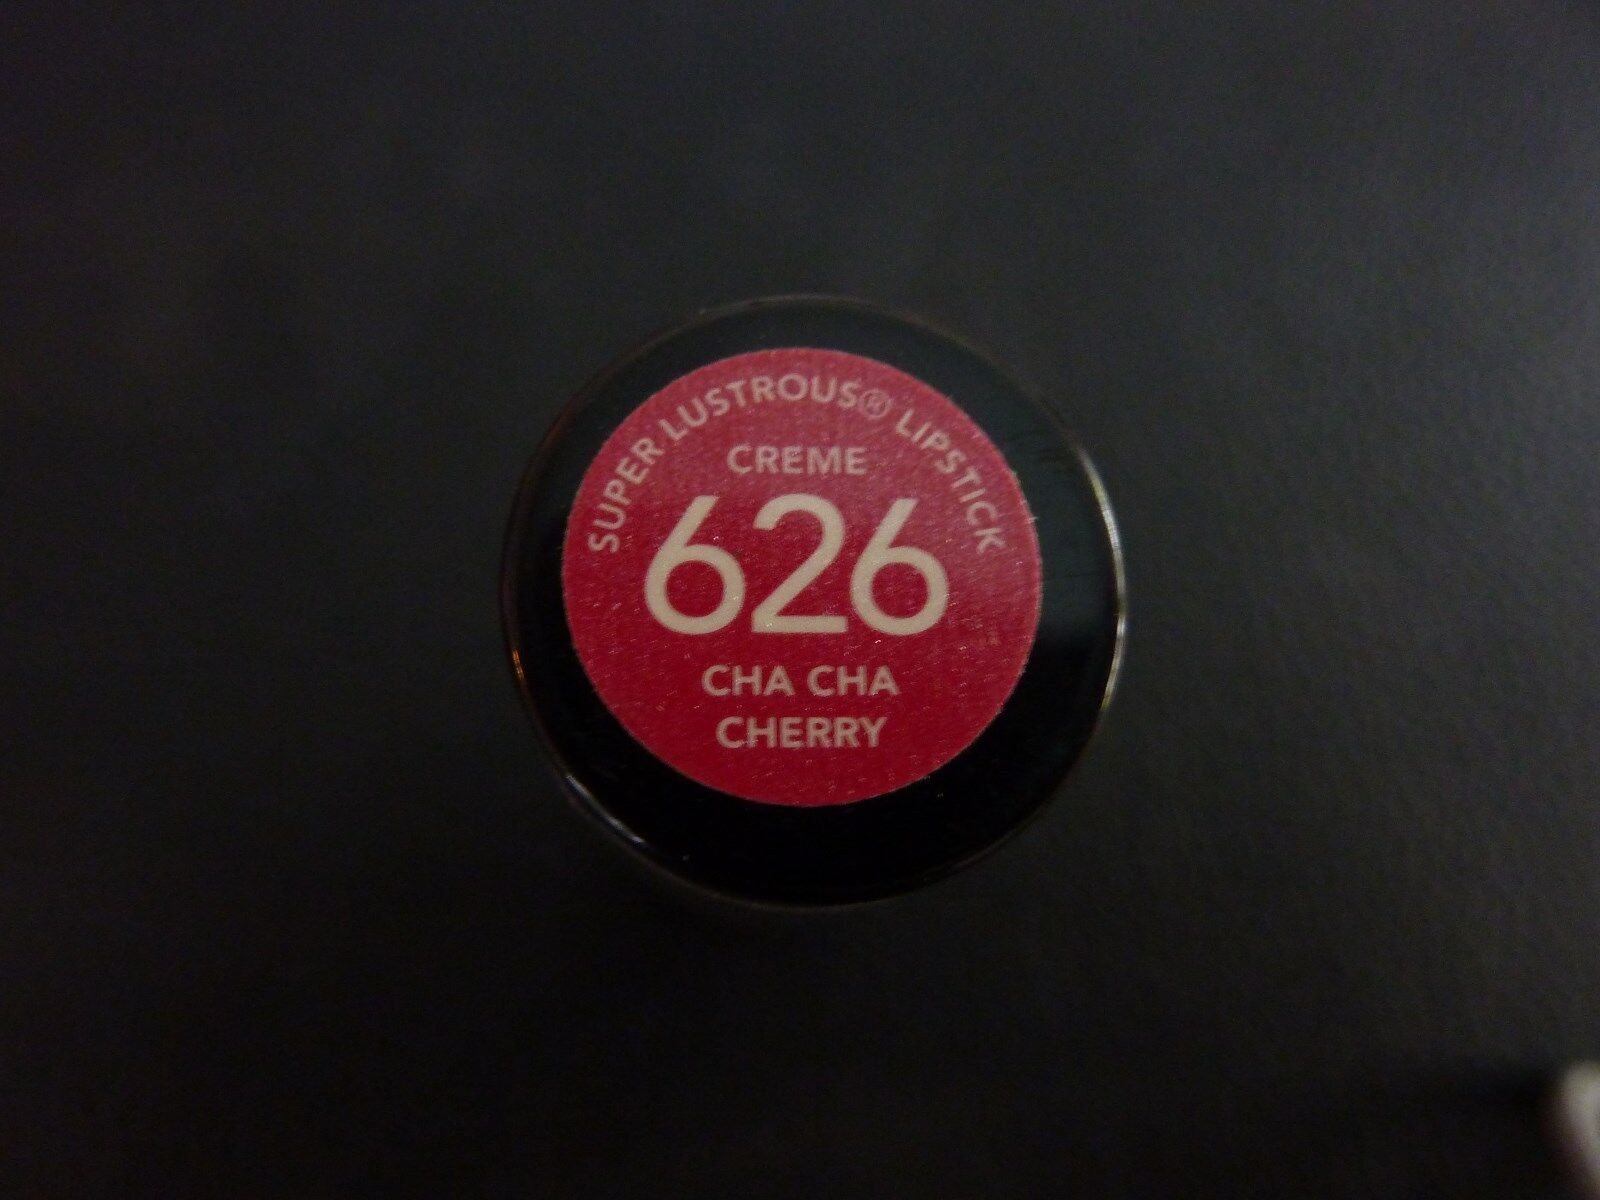 SUPER LUSTROUS® LIPSTICK
CREME
626
CHA CHA
CHERRY